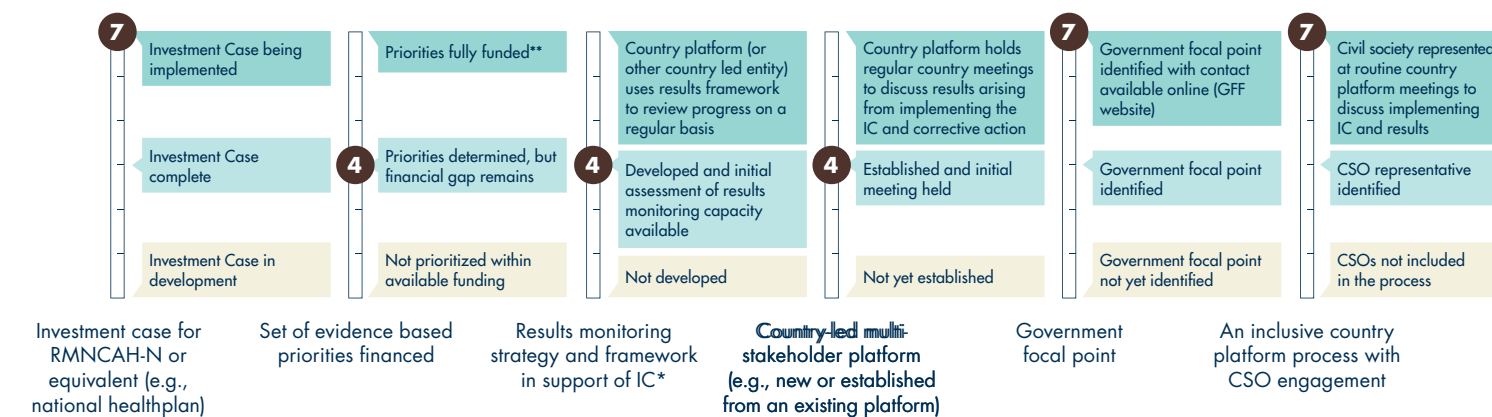 7
Investment Case being
implemented
Investment Case
complete
Investment Case in
development
Investment case for
RMNCAH-N or
equivalent (e.g.,
national healthplan)
Priorities fully funded**
4
Priorities determined, but
financial gap remains
Not prioritized within
available funding
Set of evidence based
priorities financed
Country platform (or
other country led entity)
uses results framework
to review progress on a
regular basis
4
Developed and initial
assessment of results
monitoring capacity
available
Not developed
Results monitoring
strategy and framework
in support of IC*
Country platform holds
regular country meetings
to discuss results arising
from implementing the
IC and corrective action
4
Established and initial
meeting held
Not yet established
Country-led multi-
stakeholder platform
(e.g., new or established
from an existing platform)
7
Government focal point
identified with contact
available online (GFF
website)
Government focal point
identified
Government focal point
not yet identified
Government
focal point
7
Civil society represented
at routine country
platform meetings to
discuss implementing
IC and results
CSO representative
identified
CSOs not included
in the process
An inclusive country
platform process with
CSO engagement